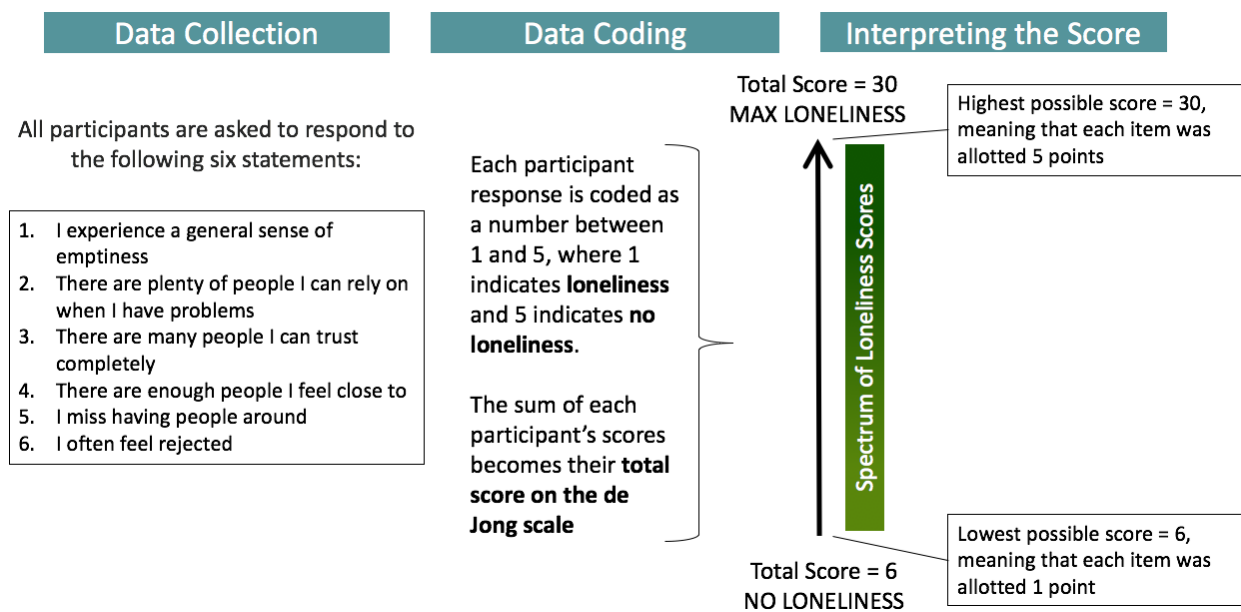 Data Collection
All participants are asked to respond to
the following six statements:
1. I experience a general sense of
emptiness
2. There are plenty of people I can rely on
when I have problems
3. There are many people I can trust
completely
4. There are enough people I feel close to
5. I miss having people around
6. I often feel rejected
Data Coding
Each participant
response is coded as
a number between
1 and 5, where 1
indicates loneliness
and 5 indicates no
loneliness.
The sum of each
participant's scores
becomes their total
score on the de
Jong scale
Interpreting the Score
Total Score = 30
MAX LONELINESS
Highest possible score = 30,
meaning that each item was
allotted 5 points
Spectrum of Loneliness Scores
Lowest possible score = 6,
meaning that each item was
allotted 1 point
Total Score = 6
NO LONELINESS